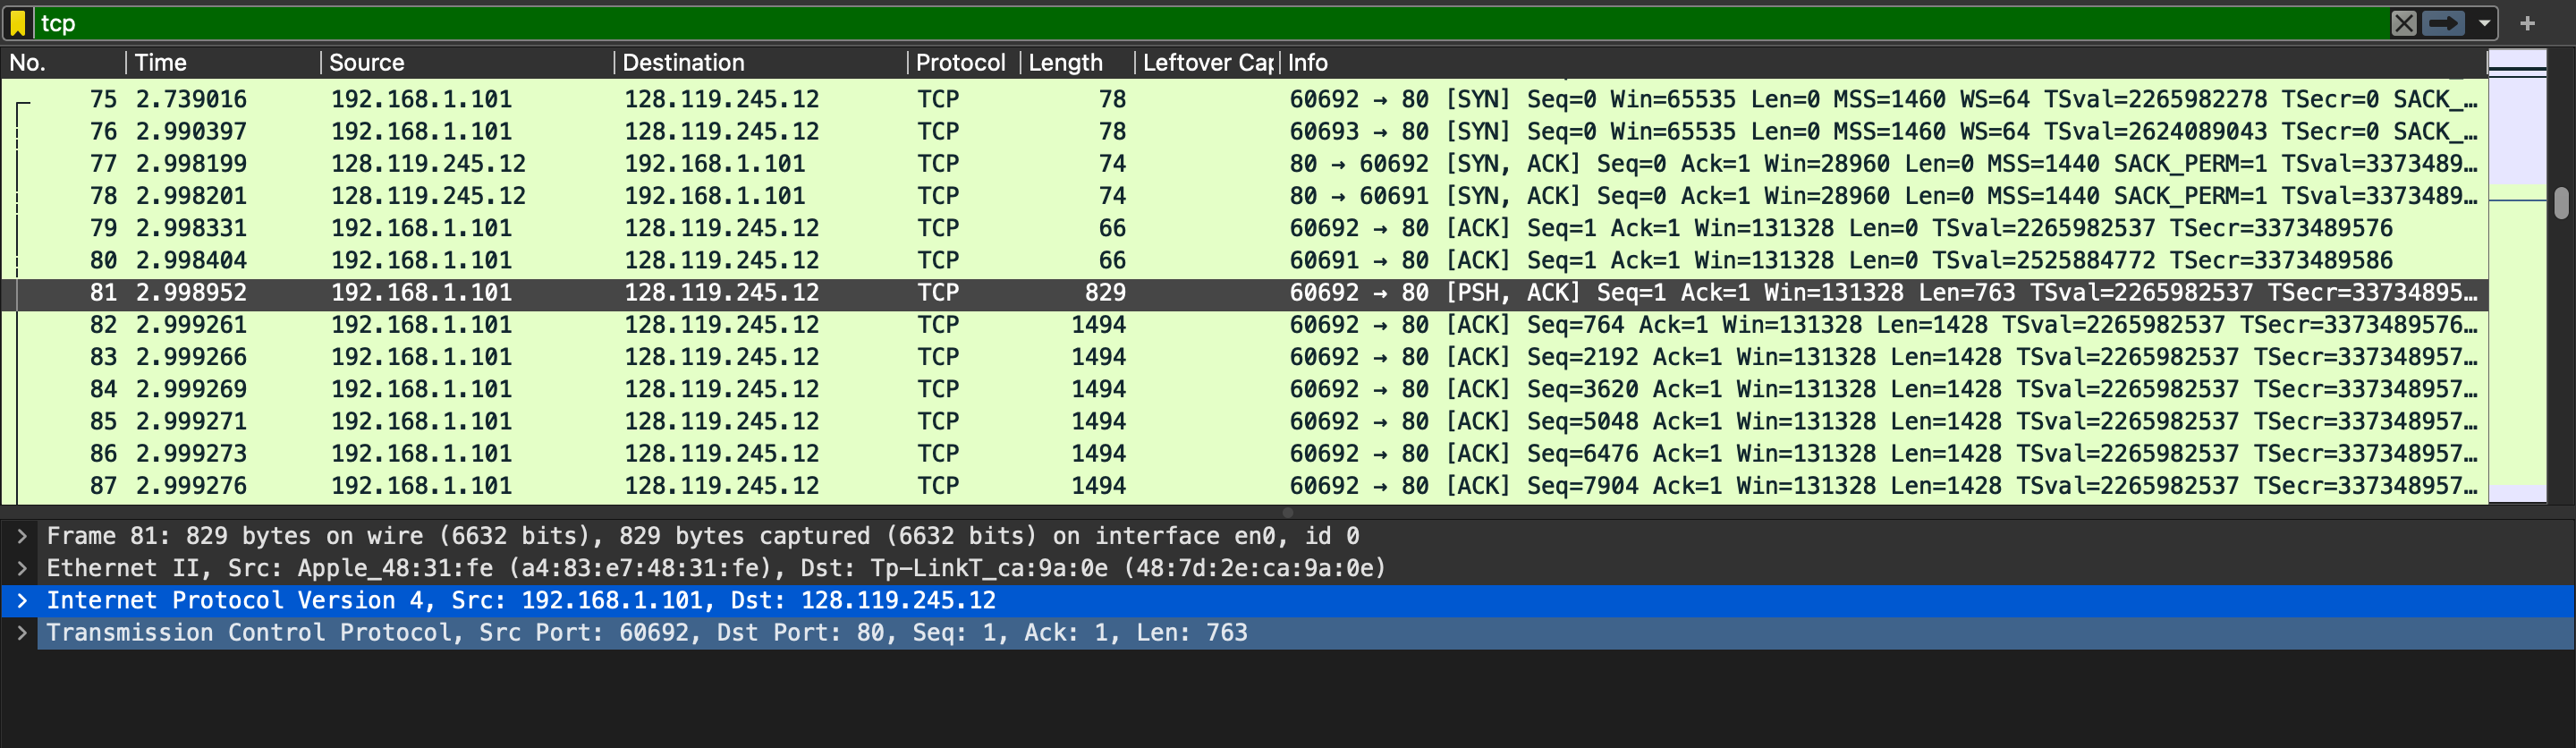 tcp
No. Time Source Destination Protocol Length Leftover Cap Info
75 2.739016 192.168.1.101 128.119.245.12 TCP 78 60692 → 80 [SYN] Seq=0 Win=65535 Len=0 MSS=1460 WS=64 TSval=2265982278 TSecr=0 SACK_…
76 2.990397 192.168.1.101 128.119.245.12 TCP 78 60693 → 80 [SYN] Seq=0 Win=65535 Len=0 MSS=1460 WS=64 TSval=2624089043 TSecr=0 SACK_…
77 2.998199 128.119.245.12 192.168.1.101 TCP 74 80 → 60692 [SYN, ACK] Seq=0 Ack=1 Win=28960 Len=0 MSS=1440 SACK_PERM=1 TSval=3373489…
78 2.998201 128.119.245.12 192.168.1.101 TCP 74 80 → 60691 [SYN, ACK] Seq=0 Ack=1 Win=28960 Len=0 MSS=1440 SACK_PERM=1 TSval=3373489…
79 2.998331 192.168.1.101 128.119.245.12 TCP 66 60692 → 80 [ACK] Seq=1 Ack=1 Win=131328 Len=0 TSval=2265982537 TSecr=3373489576
80 2.998404 192.168.1.101 128.119.245.12 TCP 66 60691 → 80 [ACK] Seq=1 Ack=1 Win=131328 Len=0 TSval=2525884772 TSecr=3373489586
81 2.998952 192.168.1.101 128.119.245.12 TCP 829 60692 → 80 [PSH, ACK] Seq=1 Ack=1 Win=131328 Len=763 TSval=2265982537 TSecr=33734895…
82 2.999261 192.168.1.101 128.119.245.12 TCP 1494 60692 → 80 [ACK] Seq=764 Ack=1 Win=131328 Len=1428 TSval=2265982537 TSecr=3373489576…
83 2.999266 192.168.1.101 128.119.245.12 TCP 1494 60692 → 80 [ACK] Seq=2192 Ack=1 Win=131328 Len=1428 TSval=2265982537 TSecr=337348957…
84 2.999269 192.168.1.101 128.119.245.12 TCP 1494 60692 → 80 [ACK] Seq=3620 Ack=1 Win=131328 Len=1428 TSval=2265982537 TSecr=337348957…
85 2.999271 192.168.1.101 128.119.245.12 TCP 1494 60692 → 80 [ACK] Seq=5048 Ack=1 Win=131328 Len=1428 TSval=2265982537 TSecr=337348957…
86 2.999273 192.168.1.101 128.119.245.12 TCP 1494 60692 → 80 [ACK] Seq=6476 Ack=1 Win=131328 Len=1428 TSval=2265982537 TSecr=337348957…
87 2.999276 192.168.1.101 128.119.245.12 TCP 1494 60692 → 80 [ACK] Seq=7904 Ack=1 Win=131328 Len=1428 TSval=2265982537 TSecr=337348957…
Frame 81: 829 bytes on wire (6632 bits), 829 bytes captured (6632 bits) on interface en0, id 0
Ethernet II, Src: Apple_48:31:fe (a4:83:e7:48:31:fe), Dst: Tp-LinkT_ca:9a:0e (48:7d:2e:ca:9a:0e)
Internet Protocol Version 4, Src: 192.168.1.101, Dst: 128.119.245.12
Transmission Control Protocol, Src Port: 60692, Dst Port: 80, Seq: 1, Ack: 1, Len: 763